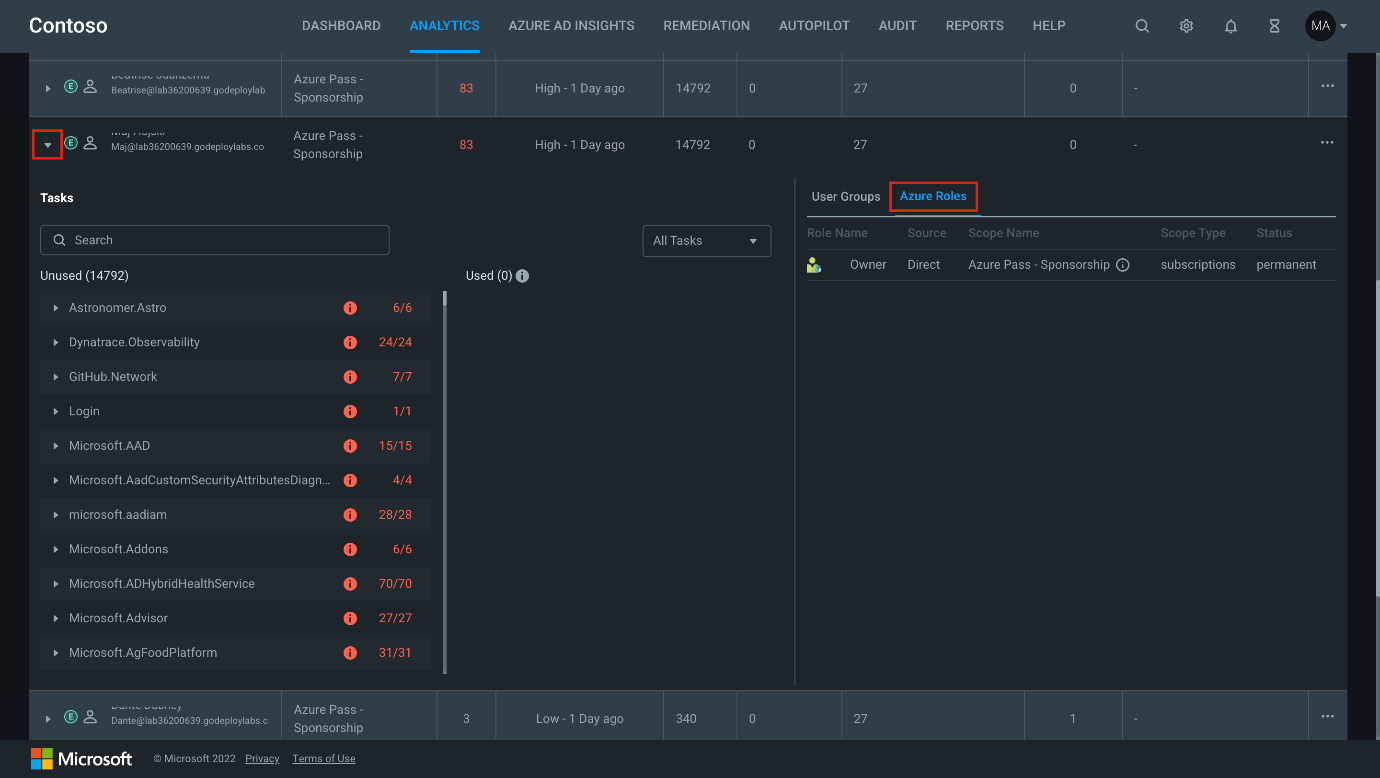 Contoso
DASHBOARD
ANALYTICS
AZURE AD INSIGHTS
REMEDIATION
AUTOPILOT
AUDIT
REPORTS
HELP
MA
E
Beatrise@lab36200639.godeploylab
Azure Pass -
Sponsorship
83
High - 1 Day ago
14792
0
27
0
-
E
Maj@lab36200639.godeploylabs.co
Azure Pass -
Sponsorship
83
High - 1 Day ago
14792
0
27
0
-
Tasks
Search
All Tasks
Unused (14792)
Used (0)
Astronomer.Astro 6/6
Dynatrace.Observability 24/24
GitHub.Network 7/7
Login 1/1
Microsoft.AAD 15/15
Microsoft.AadCustomSecurityAttributesDiagn... 4/4
microsoft.aadiam 28/28
Microsoft.Addons 6/6
Microsoft.ADHybridHealthService 70/70
Microsoft.Advisor 27/27
Microsoft.AgFoodPlatform 31/31
User Groups
Azure Roles
Role Name Source Scope Name Scope Type Status
Owner Direct Azure Pass - Sponsorship subscriptions permanent
E
Dante@lab36200639.godeploylabs.c
Azure Pass -
Sponsorship
3
Low - 1 Day ago
340
0
27
1
-
Microsoft
© Microsoft 2022
Privacy
Terms of Use